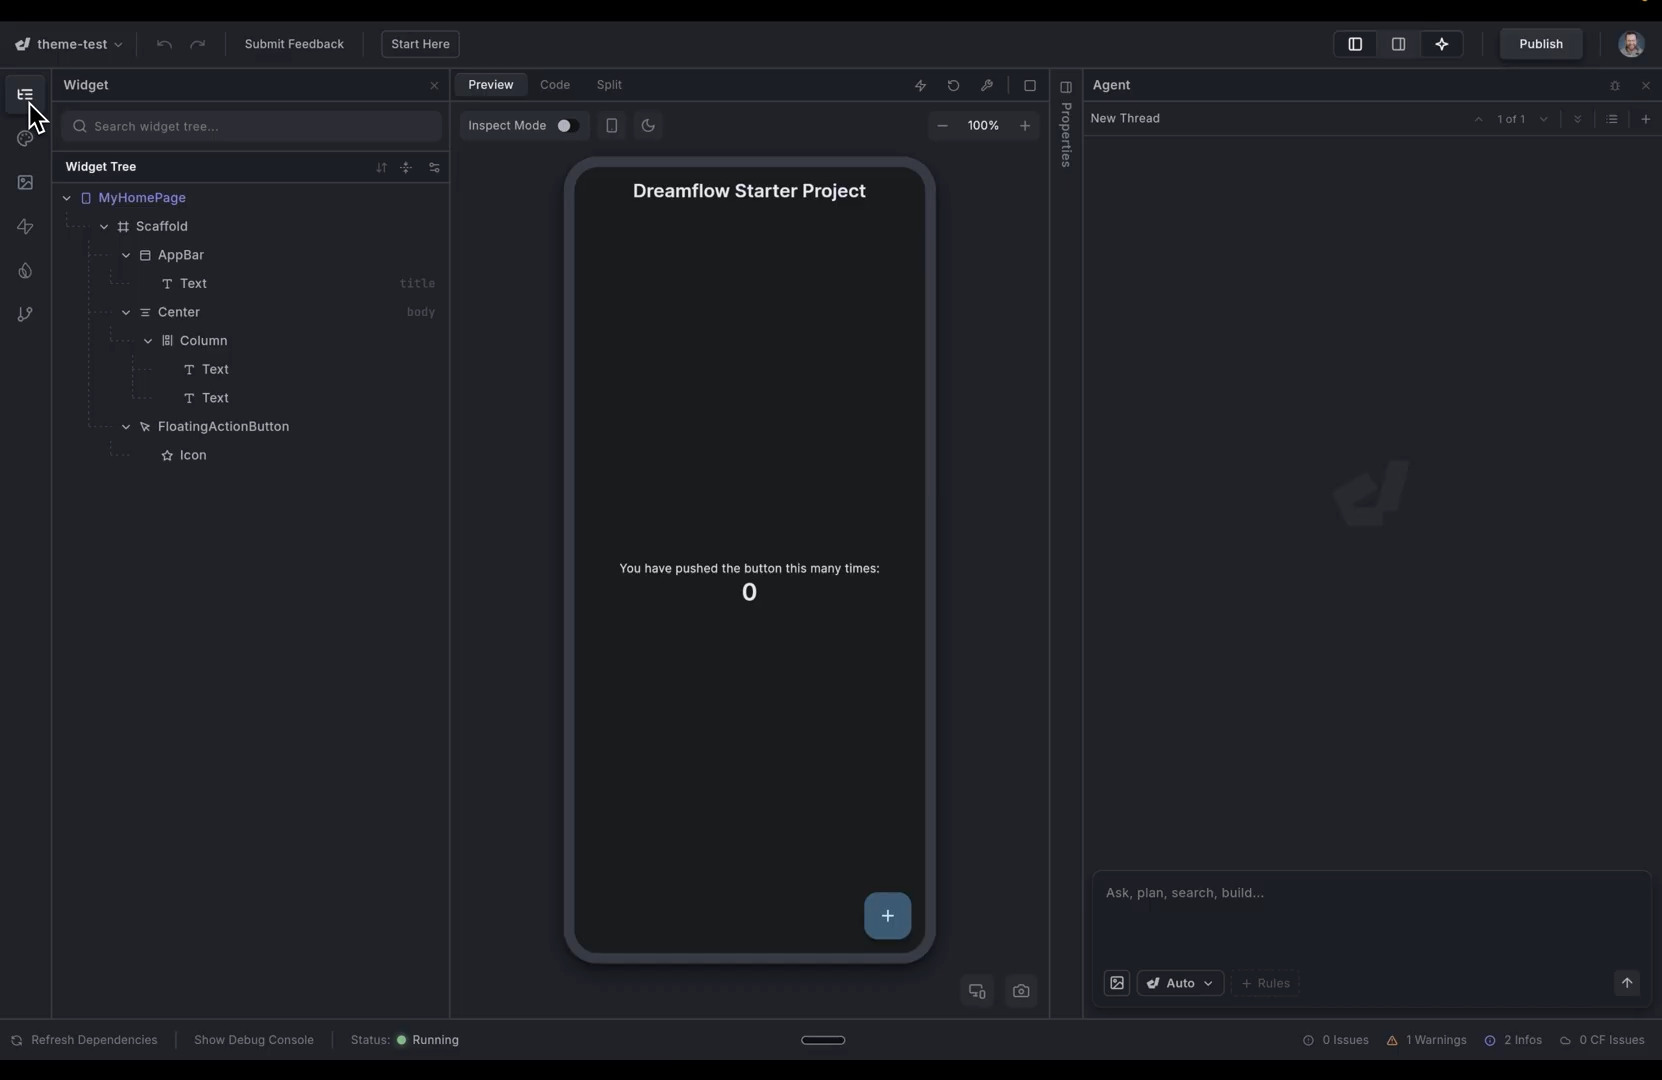 theme-test
Submit Feedback
Start Here
Publish
Widget
Search widget tree...
Widget Tree
MyHomePage
Scaffold
AppBar
Text title
Center body
Column
Text
Text
FloatingActionButton
Icon
Preview Code Split
Inspect Mode
100%
Dreamflow Starter Project
You have pushed the button this many times:
0
Properties
Agent
New Thread
1 of 1
Ask, plan, search, build...
Auto
+ Rules
Refresh Dependencies
Show Debug Console
Status: Running
0 Issues
1 Warnings
2 Infos
0 CF Issues